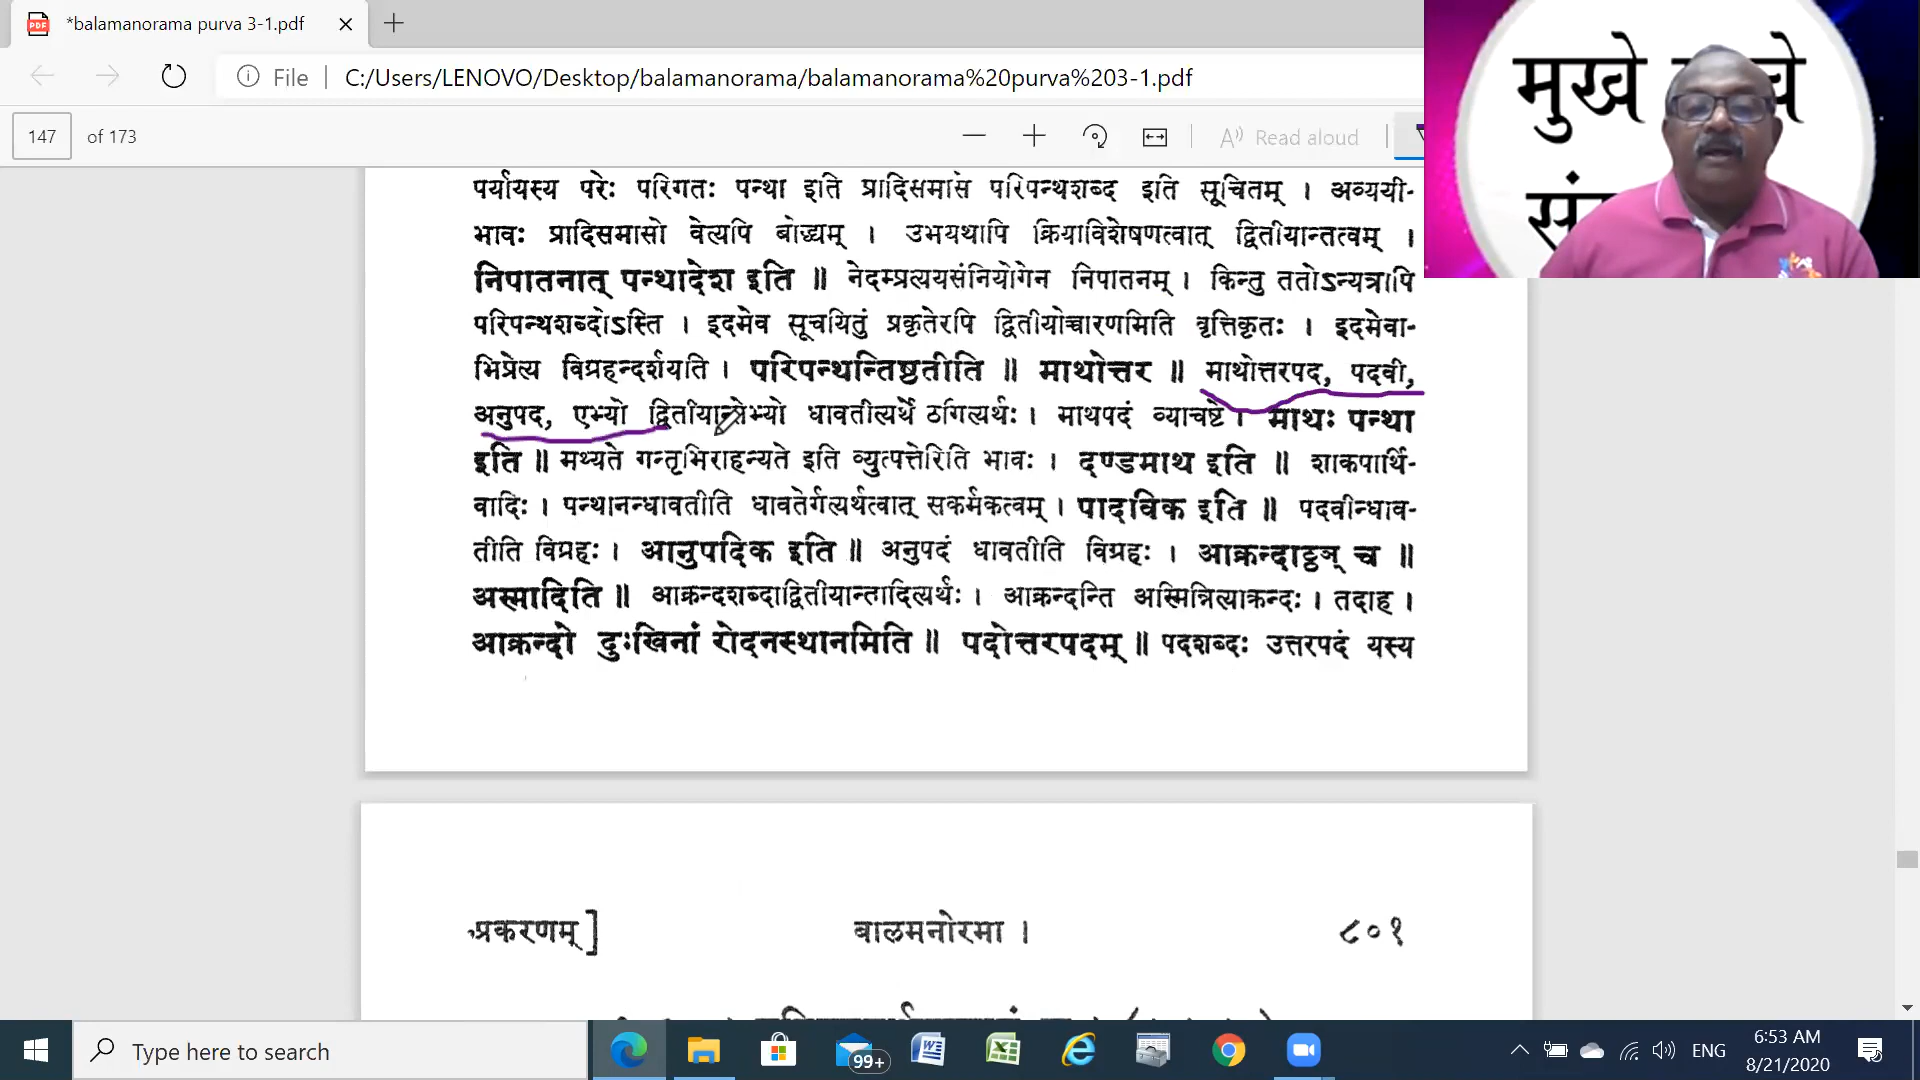 *balamanorama purva 3-1.pdf
File | C:/Users/LENOVO/Desktop/balamanorama/balamanorama%20purva%203-1.pdf
147 of 173
Read aloud
मुखे
पर्यायस्य परेः परिगतः पन्था इति प्रादिसमासे परिपन्थशब्द इति सूचितम् । अव्ययी-
भावः प्रादिसमासो वेत्यपि बोद्ध्यम् । उभयथापि क्रियाविशेषणत्वात् द्वितीयान्तत्वम् ।
निपातनात् पन्थादेश इति ॥ नेदम्प्रत्ययसंनियोगेन निपातनम् । किन्तु ततोऽन्यत्रापि
परिपन्थशब्दोऽस्ति । इदमेव सूचयितुं प्रकृतेरपि द्वितीयोच्चारणमिति वृत्तिकृतः । इदमेवा-
भिप्रेत्य विग्रहन्दर्शयति । परिपन्थन्तिष्ठतीति ॥ माथोत्तर ॥ माथोत्तरपद, पदवी,
अनुपद, एभ्यो द्वितीयान्तेभ्यो धावतीत्यर्थे ठगित्यर्थः । माथपदं व्याचष्टे । माथः पन्था
इति ॥ मथ्यते गन्तृभिराहन्यते इति व्युत्पत्तेरिति भावः । दण्डमाथ इति ॥ शाकपार्थि-
वादिः । पन्थानन्धावतीति धावतेर्गत्यर्थत्वात् सकर्मकत्वम् । पादविक इति ॥ पदवीन्धाव-
तीति विग्रहः । आनुपदिक इति ॥ अनुपदं धावतीति विग्रहः । आक्रन्दाट्ठञ् च ॥
अस्मादिति ॥ आक्रन्दशब्दाद्द्वितीयान्तादित्यर्थः । आक्रन्दन्ति अस्मिन्नित्याक्रन्दः । तदाह ।
आक्रन्दो दुःखिनां रोदनस्थानमिति ॥ पदोत्तरपदम् ॥ पदशब्दः उत्तरपदं यस्य
प्रकरणम्] बालमनोरमा । ८०१
Type here to search
99+
ENG
6:53 AM
8/21/2020